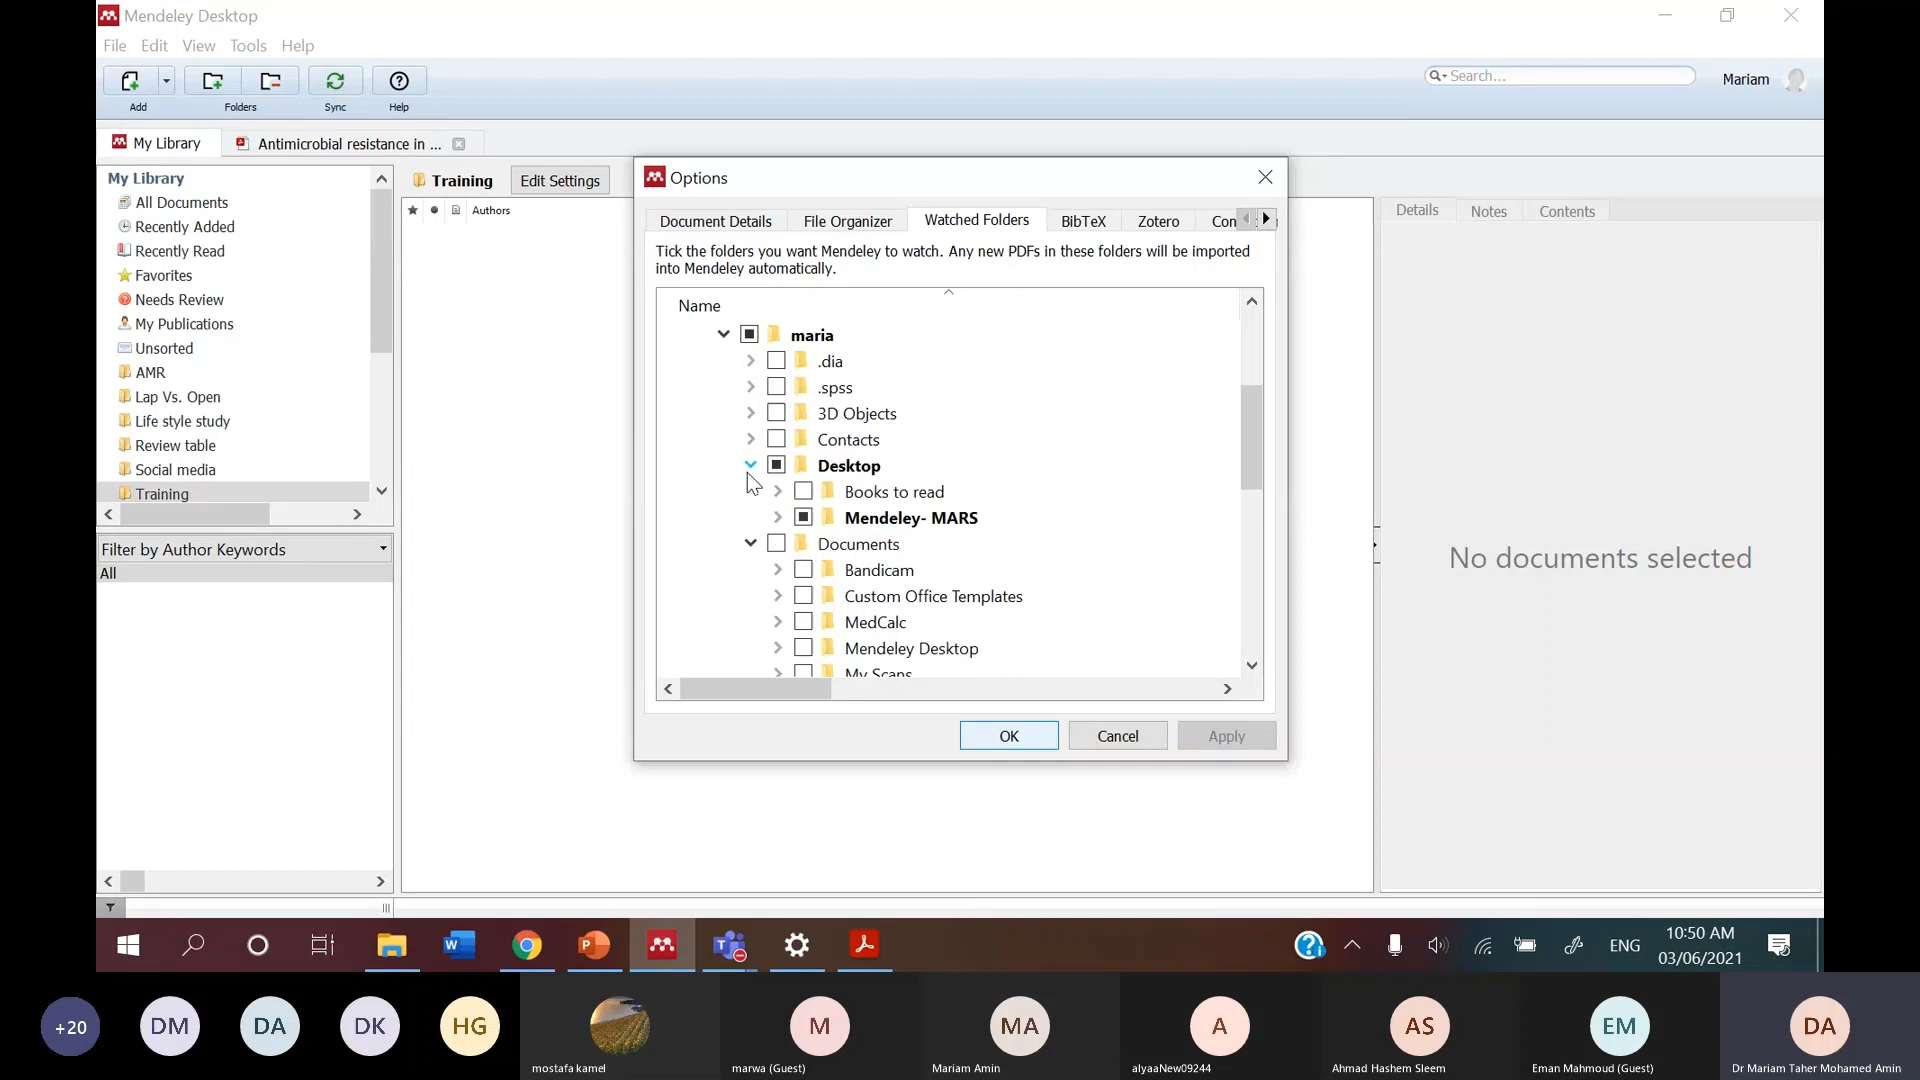 Mendeley Desktop
File Edit View Tools Help
Add
Folders
Sync
Help
Search...
Mariam
My Library
Antimicrobial resistance in ...
My Library
All Documents
Recently Added
Recently Read
Favorites
Needs Review
My Publications
Unsorted
AMR
Lap Vs. Open
Life style study
Review table
Social media
Training
Filter by Author Keywords
All
Training
Edit Settings
Authors
Options
Document Details File Organizer Watched Folders BibTeX Zotero
Tick the folders you want Mendeley to watch. Any new PDFs in these folders will be imported
into Mendeley automatically.
Name
maria
.dia
.spss
3D Objects
Contacts
Desktop
Books to read
Mendeley- MARS
Documents
Bandicam
Custom Office Templates
MedCalc
Mendeley Desktop
My Scans
OK Cancel Apply
Details Notes Contents
No documents selected
ENG
10:50 AM
03/06/2021
+20
DM
DA
DK
HG
mostafa kamel
M
marwa (Guest)
MA
Mariam Amin
A
alyaaNew09244
AS
Ahmad Hashem Sleem
EM
Eman Mahmoud (Guest)
DA
Dr Mariam Taher Mohamed Amin